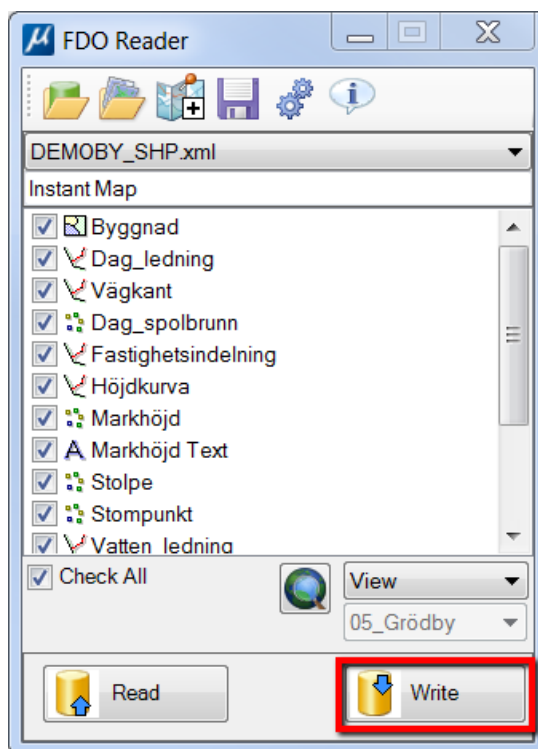 FDO Reader
DEMOBY_SHP.xml
Instant Map
Byggnad
Dag_ledning
Vägkant
Dag_spolbrunn
Fastighetsindelning
Höjdkurva
Markhöjd
A Markhöjd Text
Stolpe
Stompunkt
Vatten_ledning
Check All
View
05_Grödby
Read
Write